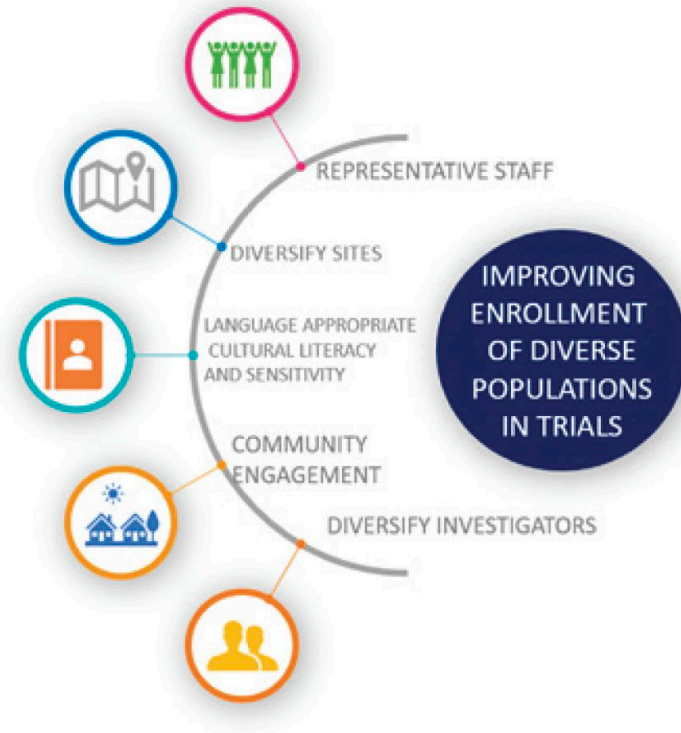 REPRESENTATIVE STAFF
DIVERSIFY SITES
LANGUAGE APPROPRIATE
CULTURAL LITERACY
AND SENSITIVITY
COMMUNITY
ENGAGEMENT
DIVERSIFY INVESTIGATORS
IMPROVING
ENROLLMENT
OF DIVERSE
POPULATIONS
IN TRIALS